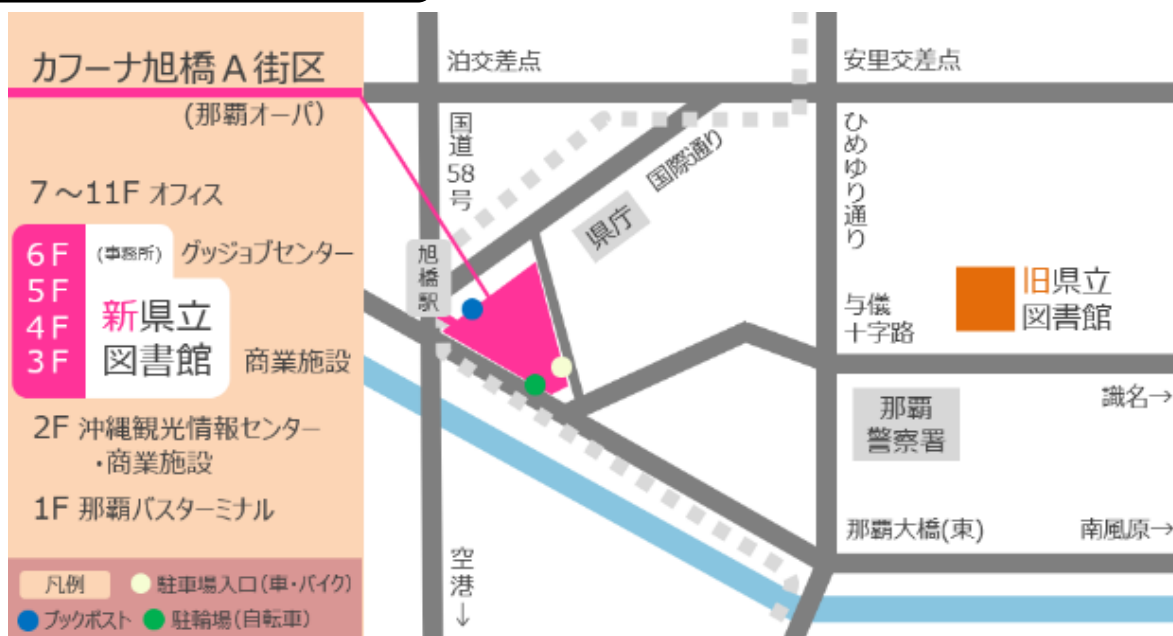 カフーナ旭橋A街区
(那覇オーパ)
7～11F オフィス
6F (事務所) グッジョブセンター
5F
4F
3F
新県立
図書館
商業施設
2F 沖縄観光情報センター
・商業施設
1F 那覇バスターミナル
凡例
駐車場入口(車・バイク)
ブックポスト
駐輪場(自転車)
泊交差点
安里交差点
国道58号
ひめゆり通り
国際通り
県庁
旭橋駅
旧県立
図書館
与儀
十字路
那覇
警察署
識名→
那覇大橋(東)
南風原→
空港↓